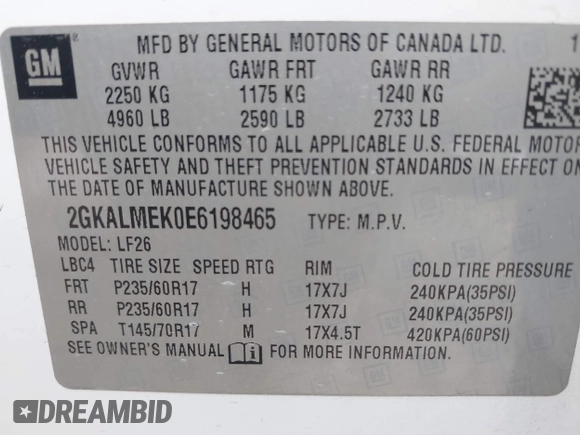 GM
MFD BY GENERAL MOTORS OF CANADA LTD. 1
GVWR GAWR FRT GAWR RR
2250 KG 1175 KG 1240 KG
4960 LB 2590 LB 2733 LB
THIS VEHICLE CONFORMS TO ALL APPLICABLE U.S. FEDERAL MOTOR
VEHICLE SAFETY AND THEFT PREVENTION STANDARDS IN EFFECT
THE DATE OF MANUFACTURE SHOWN ABOVE.
2GKALMEK0E6198465 TYPE: M.P.V.
MODEL: LF26
LBC4 TIRE SIZE SPEED RTG RIM COLD TIRE PRESSURE
FRT P235/60R17 H 17X7J 240KPA(35PSI)
RR P235/60R17 H 17X7J 240KPA(35PSI)
SPA T145/70R17 M 17X4.5T 420KPA(60PSI)
SEE OWNER'S MANUAL FOR MORE INFORMATION.
DREAMBID